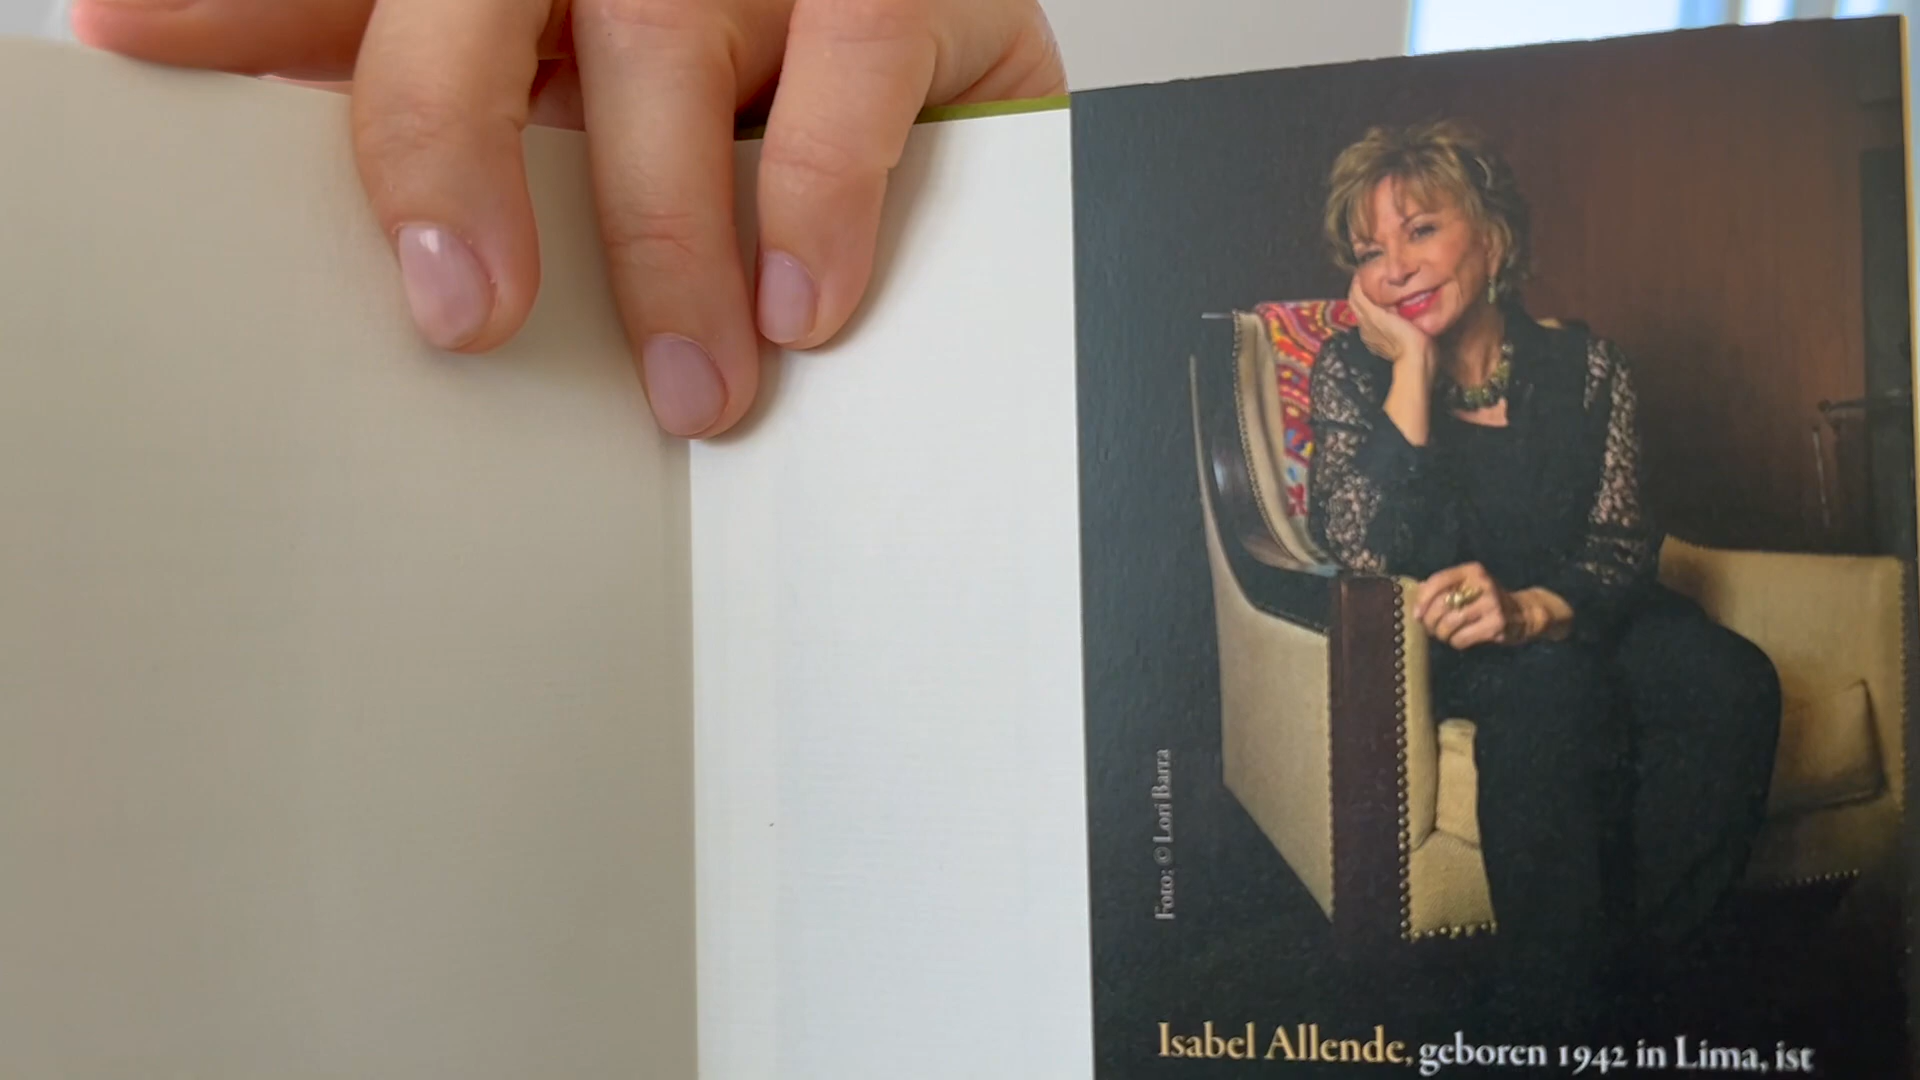 Foto: © Lori Barra
Isabel Allende, geboren 1942 in Lima, ist